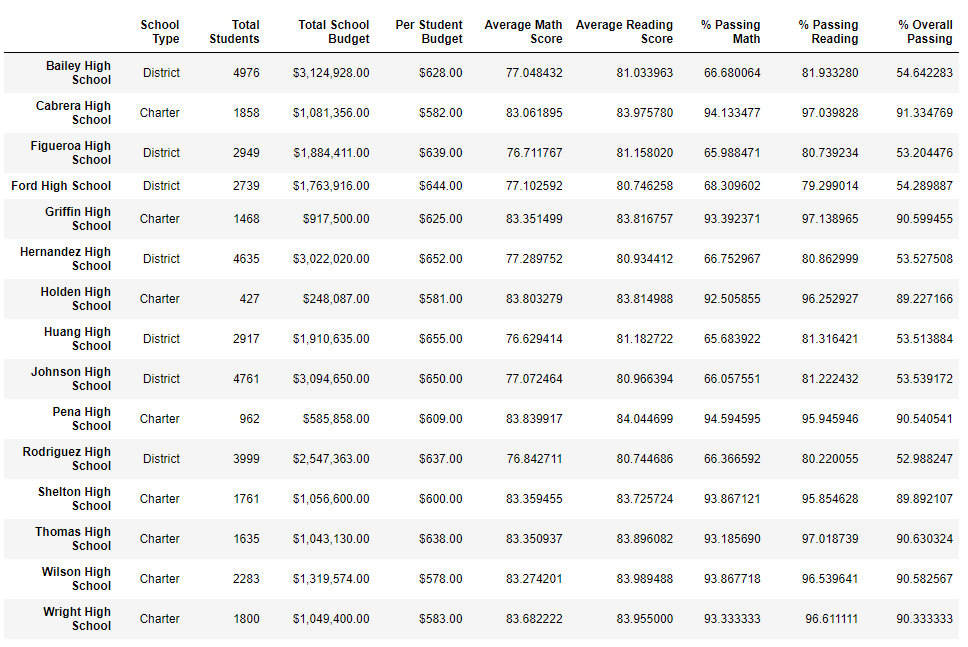 School Type Total Students Total School Budget Per Student Budget Average Math Score Average Reading Score % Passing Math % Passing Reading % Overall Passing
Bailey High School District 4976 $3,124,928.00 $628.00 77.048432 81.033963 66.680064 81.933280 54.642283
Cabrera High School Charter 1858 $1,081,356.00 $582.00 83.061895 83.975780 94.133477 97.039828 91.334769
Figueroa High School District 2949 $1,884,411.00 $639.00 76.711767 81.158020 65.988471 80.739234 53.204476
Ford High School District 2739 $1,763,916.00 $644.00 77.102592 80.746258 68.309602 79.299014 54.289887
Griffin High School Charter 1468 $917,500.00 $625.00 83.351499 83.816757 93.392371 97.138965 90.599455
Hernandez High School District 4635 $3,022,020.00 $652.00 77.289752 80.934412 66.752967 80.862999 53.527508
Holden High School Charter 427 $248,087.00 $581.00 83.803279 83.814988 92.505855 96.252927 89.227166
Huang High School District 2917 $1,910,635.00 $655.00 76.629414 81.182722 65.683922 81.316421 53.513884
Johnson High School District 4761 $3,094,650.00 $650.00 77.072464 80.966394 66.057551 81.222432 53.539172
Pena High School Charter 962 $585,858.00 $609.00 83.839917 84.044699 94.594595 95.945946 90.540541
Rodriguez High School District 3999 $2,547,363.00 $637.00 76.842711 80.744686 66.366592 80.220055 52.988247
Shelton High School Charter 1761 $1,056,600.00 $600.00 83.359455 83.725724 93.867121 95.854628 89.892107
Thomas High School Charter 1635 $1,043,130.00 $638.00 83.350937 83.896082 93.185690 97.018739 90.630324
Wilson High School Charter 2283 $1,319,574.00 $578.00 83.274201 83.989488 93.867718 96.539641 90.582567
Wright High School Charter 1800 $1,049,400.00 $583.00 83.682222 83.955000 93.333333 96.611111 90.333333